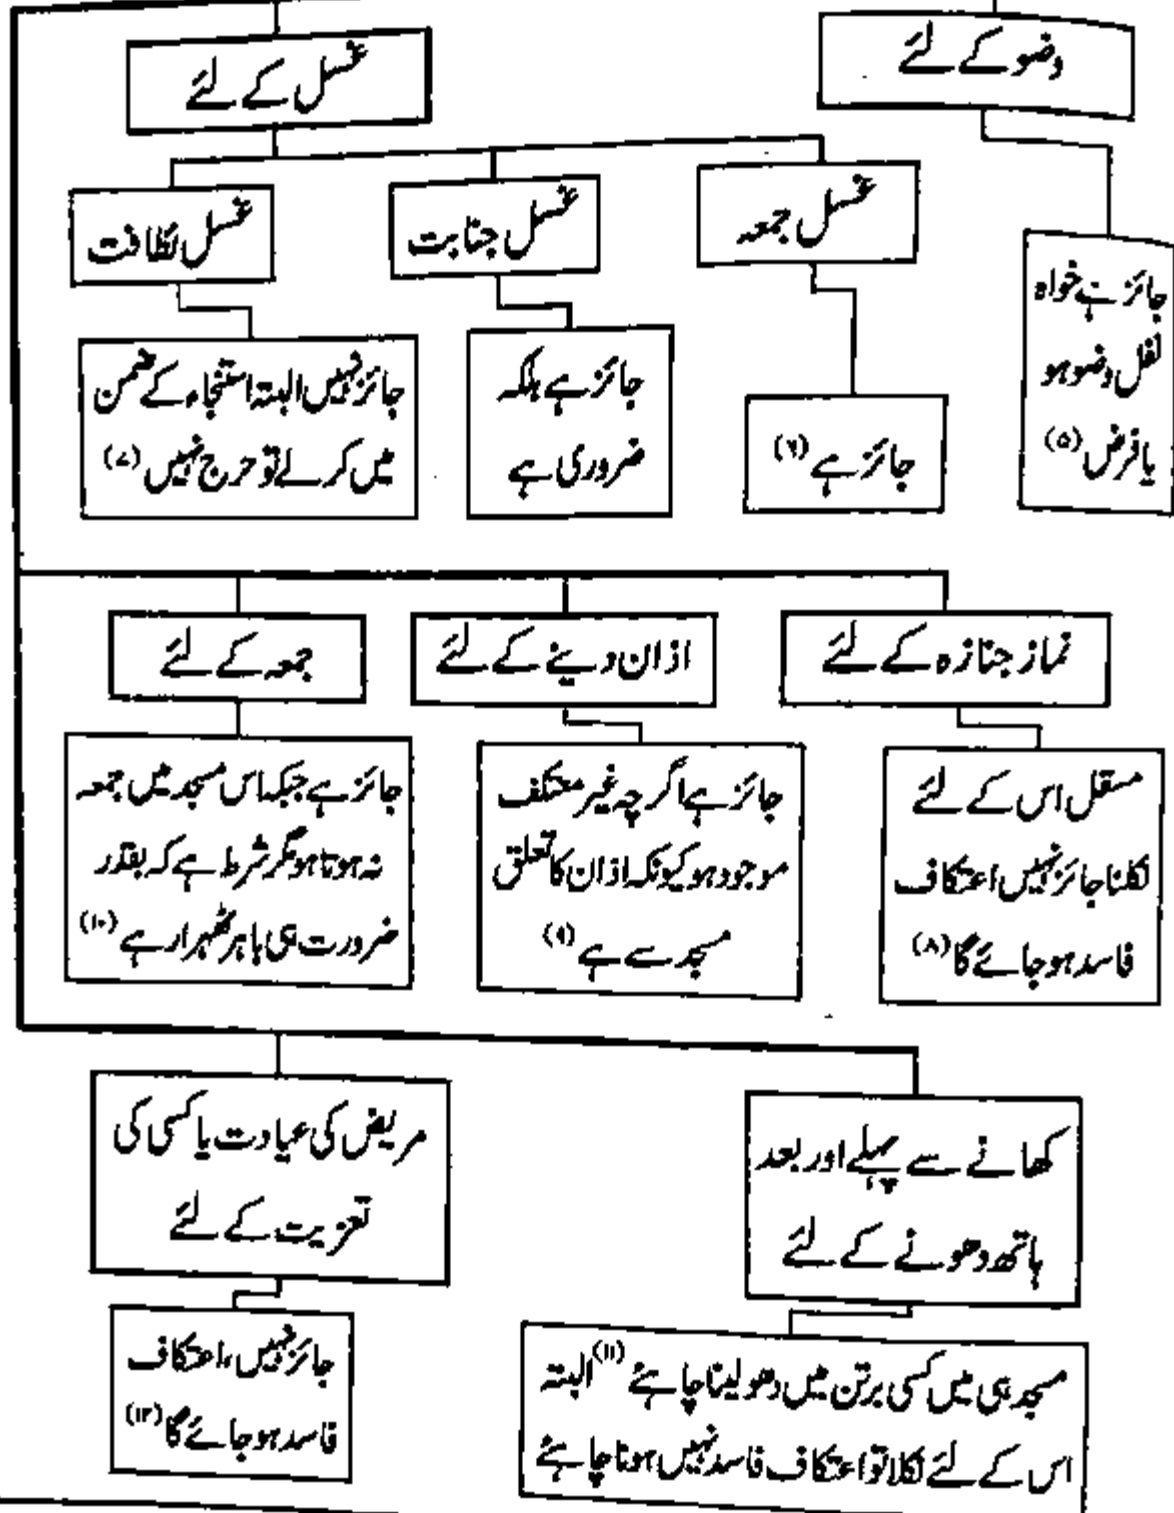 وضو کے لئے
غسل کے لئے
غسل جمعہ
غسل جنابت
غسل نظافت
جائز ہے خواہ
نفل وضو ہو
یا فرض (۵)
جائز ہے (۶)
جائز ہے بلکہ
ضروری ہے
جائز نہیں البتہ استنجاء کے ضمن
میں کرلے تو حرج نہیں (۷)
نماز جنازہ کے لئے
اذان دینے کے لئے
جمعہ کے لئے
مستقل اس کے لئے
نکلنا جائز نہیں اعتکاف
فاسد ہو جائے گا (۸)
جائز ہے اگر چہ غیر معتکف
موجود ہو کیونکہ اذان کا تعلق
مسجد سے ہے (۹)
جائز ہے جبکہ اس مسجد میں جمعہ
نہ ہوتا ہو مگر شرط ہے کہ بقدر
ضرورت ہی باہر ٹھہرا رہے (۱۰)
کھانے سے پہلے اور بعد
ہاتھ دھونے کے لئے
مریض کی عیادت یا کسی کی
تعزیت کے لئے
مسجد ہی میں کسی برتن میں دھو لینا چاہئے (۱۱) البتہ
اس کے لئے نکلا تو اعتکاف فاسد نہیں ہونا چاہئے
جائز نہیں، اعتکاف
فاسد ہو جائے گا (۱۲)